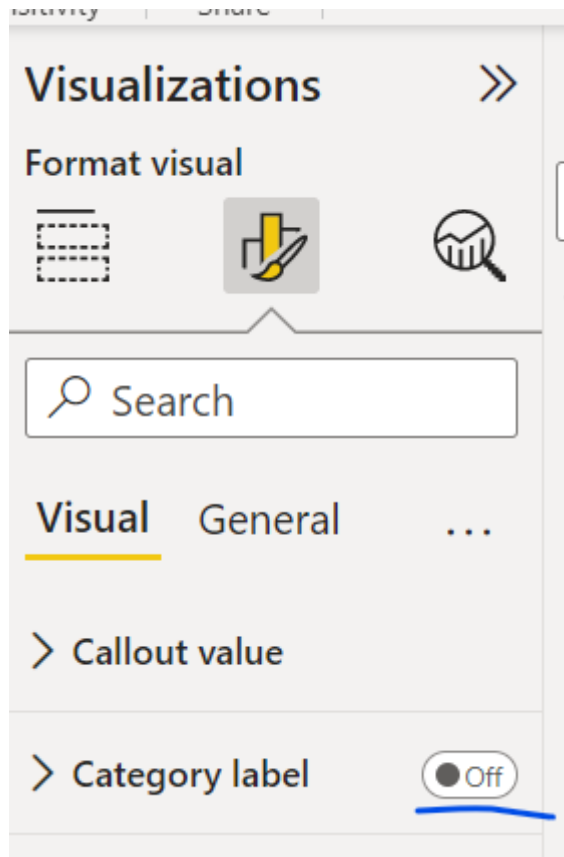 Visualizations
Format visual
Search
Visual General ...
Callout value
Category label Off